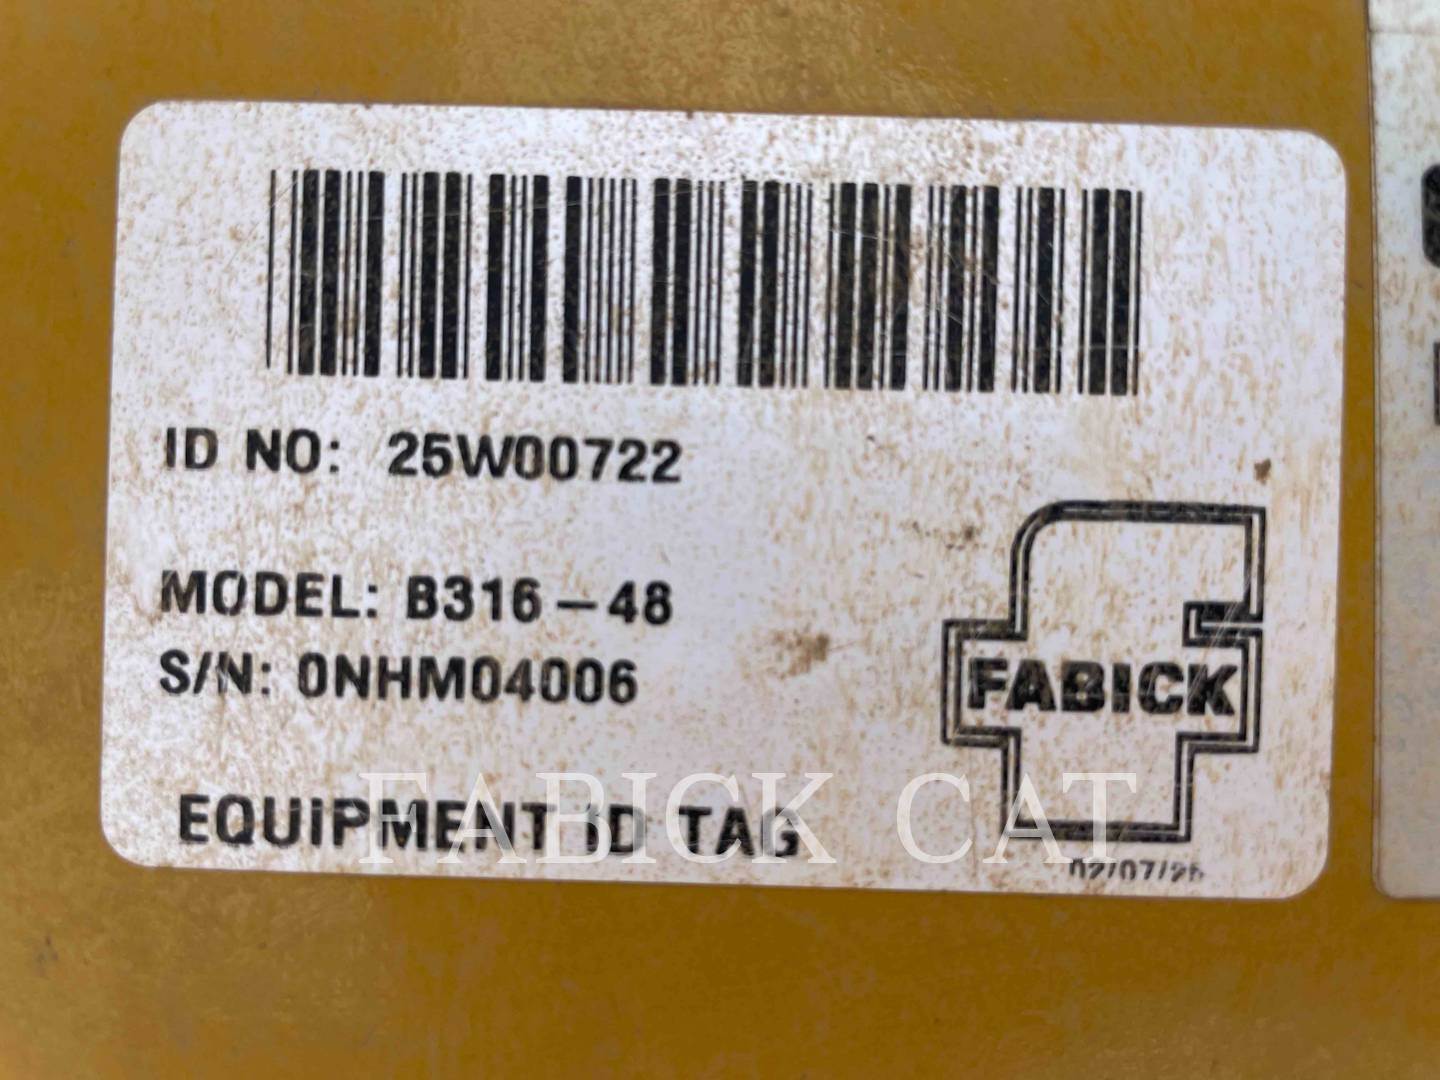 ID NO: 25W00722
MODEL: B316-48
S/N: 0NHM04006
FABICK
EQUiPMENT iD TAG
FABICK CAT